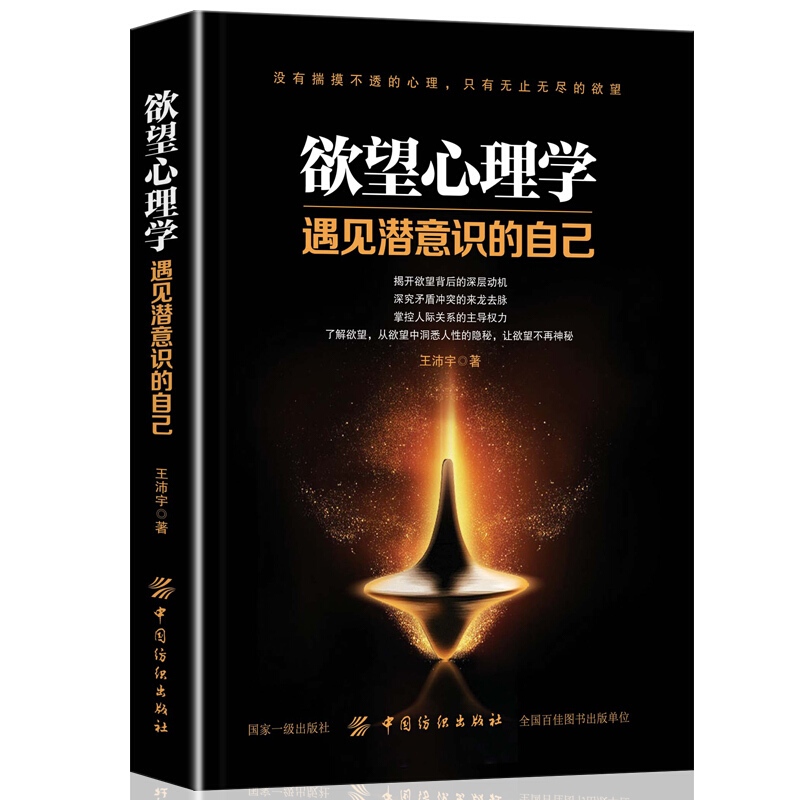 没有揣摸不透的心理，只有无止无尽的欲望
欲望心理学
遇见潜意识的自己
揭开欲望背后的深层动机
深究矛盾冲突的来龙去脉
掌控人际关系的主导权力
了解欲望，从欲望中洞悉人性的隐秘，让欲望不再神秘
王沛宇◎著
国家一级出版社
中国纺织出版社
全国百佳图书出版单位
欲望心理学
遇见潜意识的自己
王沛宇◎著
中国纺织出版社